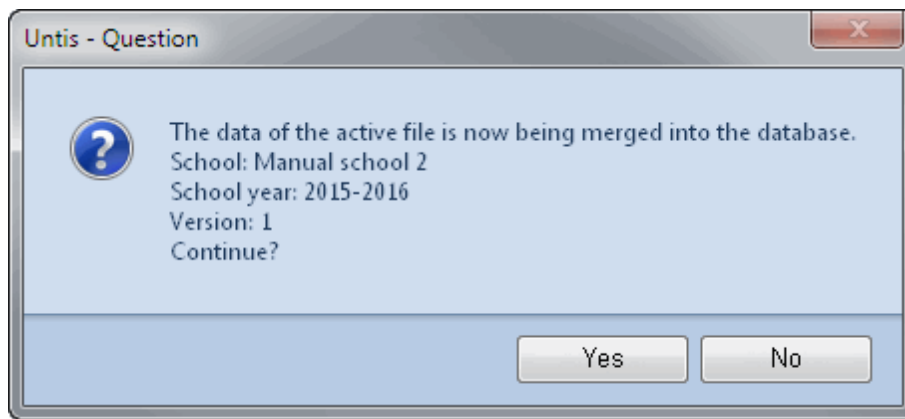 Untis - Question
The data of the active file is now being merged into the database.
School: Manual school 2
School year: 2015-2016
Version: 1
Continue?
Yes
No